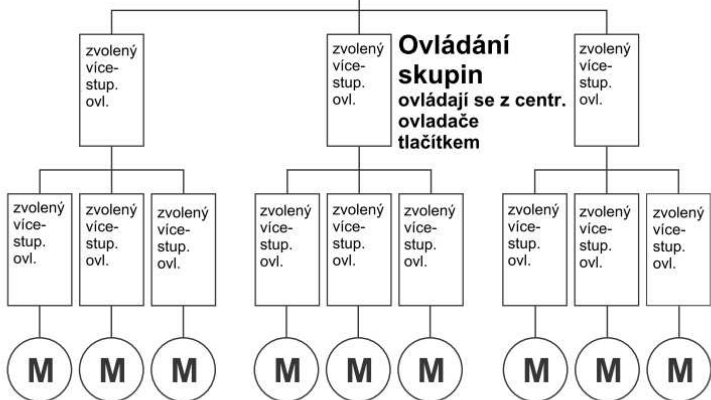 zvolený
více-
stup.
ovl.
zvolený
více-
stup.
ovl.
Ovládání
skupin
ovládají se z centr.
ovladače
tlačítkem
zvolený
více-
stup.
ovl.
zvolený
více-
stup.
ovl.
zvolený
více-
stup.
ovl.
zvolený
více-
stup.
ovl.
zvolený
více-
stup.
ovl.
zvolený
více-
stup.
ovl.
zvolený
více-
stup.
ovl.
zvolený
více-
stup.
ovl.
zvolený
více-
stup.
ovl.
zvolený
více-
stup.
ovl.
M
M
M
M
M
M
M
M
M